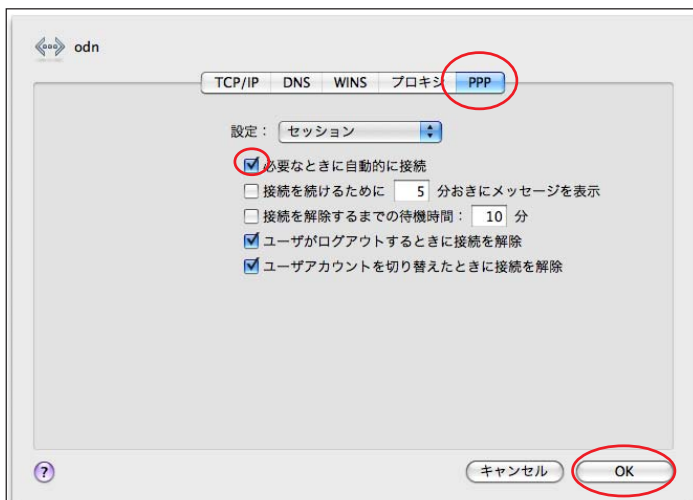 odn
TCP/IP DNS WINS プロキシ PPP
設定： セッション
必要なときに自動的に接続
接続を続けるために 5 分おきにメッセージを表示
接続を解除するまでの待機時間： 10 分
ユーザがログアウトするときに接続を解除
ユーザアカウントを切り替えたときに接続を解除
? キャンセル OK